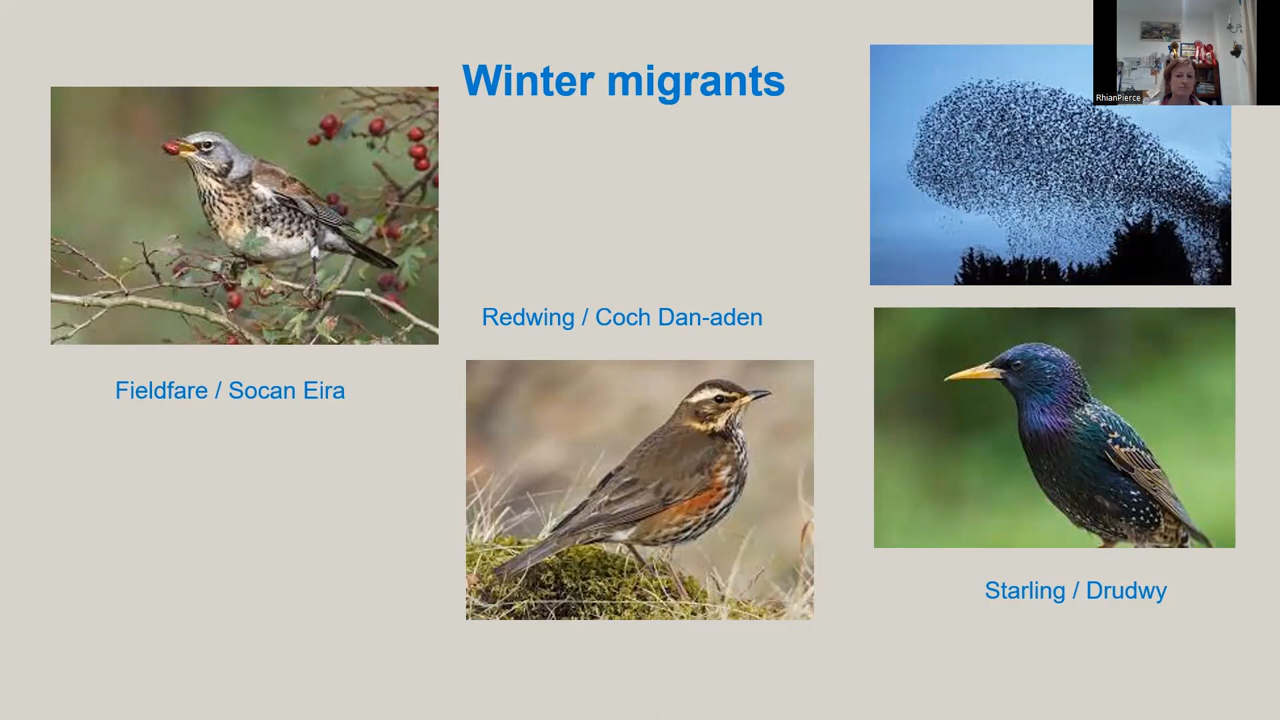 Winter migrants
RhianPierce
Redwing / Coch Dan-aden
Fieldfare / Socan Eira
Starling / Drudwy